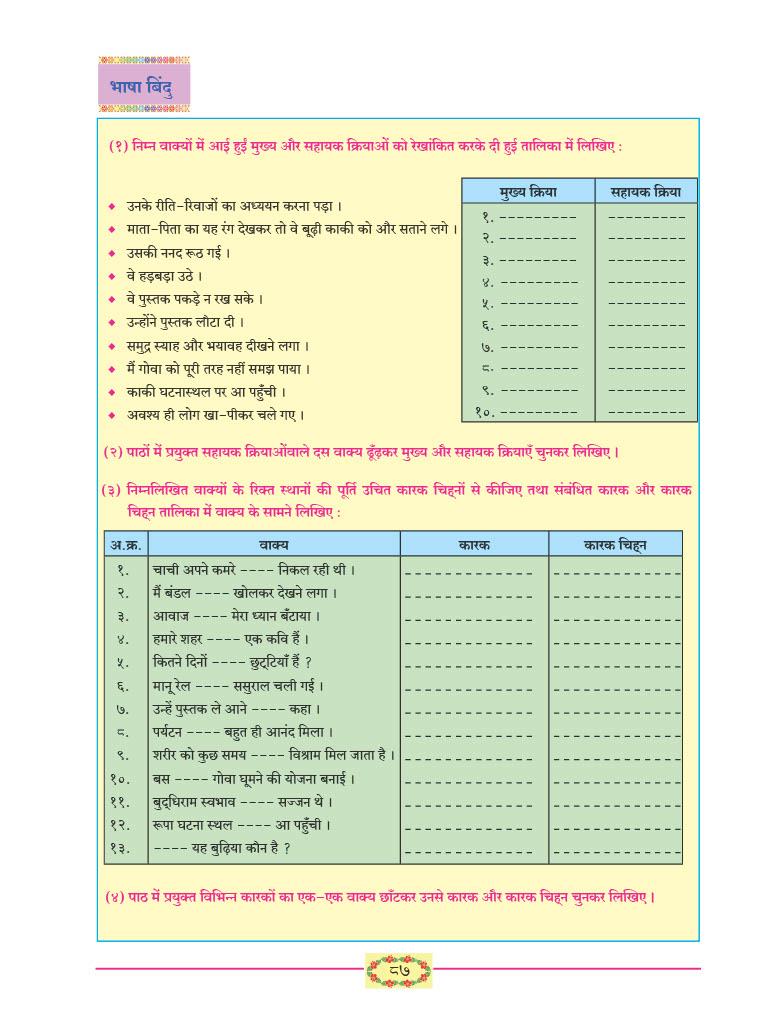 भाषा बिंदु
(१) निम्न वाक्यों में आई हुईं मुख्य और सहायक क्रियाओं को रेखांकित करके दी हुई तालिका में लिखिए :
मुख्य क्रिया सहायक क्रिया
◆ उनके रीति-रिवाजों का अध्ययन करना पड़ा ।
◆ माता-पिता का यह रंग देखकर तो वे बूढ़ी काकी को और सताने लगे ।
◆ उसकी ननद रूठ गई ।
◆ वे हड़बड़ा उठे ।
◆ वे पुस्तक पकड़े न रख सके ।
◆ उन्होंने पुस्तक लौटा दी ।
◆ समुद्र स्याह और भयावह दीखने लगा ।
◆ मैं गोवा को पूरी तरह नहीं समझ पाया ।
◆ काकी घटनास्थल पर आ पहुँची ।
◆ अवश्य ही लोग खा-पीकर चले गए ।
१. --------- ---------
२. --------- ---------
३. --------- ---------
४. --------- ---------
५. --------- ---------
६. --------- ---------
७. --------- ---------
८. --------- ---------
९. --------- ---------
१०. --------- ---------
(२) पाठों में प्रयुक्त सहायक क्रियाओंवाले दस वाक्य ढूँढ़कर मुख्य और सहायक क्रियाएँ चुनकर लिखिए ।
(३) निम्नलिखित वाक्यों के रिक्त स्थानों की पूर्ति उचित कारक चिह्नों से कीजिए तथा संबंधित कारक और कारक
चिह्न तालिका में वाक्य के सामने लिखिए :
अ.क्र. वाक्य कारक कारक चिह्न
१. चाची अपने कमरे ---- निकल रही थी । _ _ _ _ _ _ _ _ _ _ _ _ _ _ _ _ _ _ _ _
२. मैं बंडल ---- खोलकर देखने लगा । _ _ _ _ _ _ _ _ _ _ _ _ _ _ _ _ _ _ _ _
३. आवाज ---- मेरा ध्यान बँटाया । _ _ _ _ _ _ _ _ _ _ _ _ _ _ _ _ _ _ _ _
४. हमारे शहर ---- एक कवि हैं । _ _ _ _ _ _ _ _ _ _ _ _ _ _ _ _ _ _ _ _
५. कितने दिनों ---- छुट्टियाँ हैं ? _ _ _ _ _ _ _ _ _ _ _ _ _ _ _ _ _ _ _ _
६. मानू रेल ---- ससुराल चली गई । _ _ _ _ _ _ _ _ _ _ _ _ _ _ _ _ _ _ _ _
७. उन्हें पुस्तक ले आने ---- कहा । _ _ _ _ _ _ _ _ _ _ _ _ _ _ _ _ _ _ _ _
८. पर्यटन ---- बहुत ही आनंद मिला । _ _ _ _ _ _ _ _ _ _ _ _ _ _ _ _ _ _ _ _
९. शरीर को कुछ समय ---- विश्राम मिल जाता है । _ _ _ _ _ _ _ _ _ _ _ _ _ _ _ _ _ _ _ _
१०. बस ---- गोवा घूमने की योजना बनाई । _ _ _ _ _ _ _ _ _ _ _ _ _ _ _ _ _ _ _ _
११. बुद्धिराम स्वभाव ---- सज्जन थे । _ _ _ _ _ _ _ _ _ _ _ _ _ _ _ _ _ _ _ _
१२. रूपा घटना स्थल ---- आ पहुँची । _ _ _ _ _ _ _ _ _ _ _ _ _ _ _ _ _ _ _ _
१३. ---- यह बुढ़िया कौन है ? _ _ _ _ _ _ _ _ _ _ _ _ _ _ _ _ _ _ _ _
(४) पाठ में प्रयुक्त विभिन्न कारकों का एक-एक वाक्य छाँटकर उनसे कारक और कारक चिह्न चुनकर लिखिए ।
८७